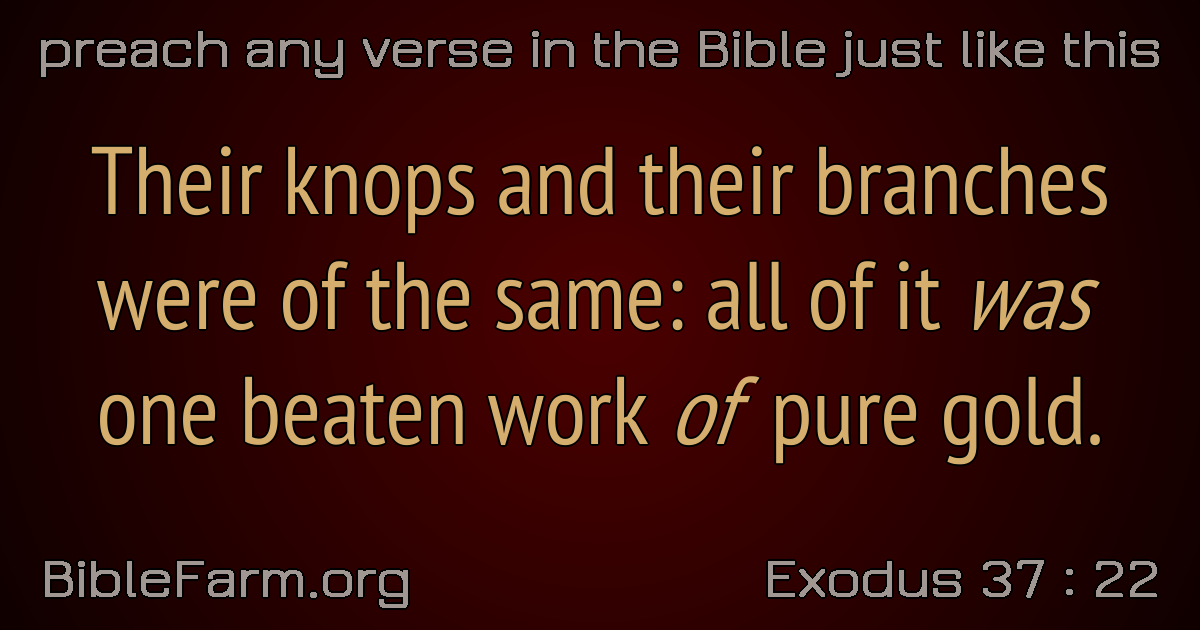 preach any verse in the Bible just like this
Their knops and their branches
were of the same: all of it was
one beaten work of pure gold.
BibleFarm.org
Exodus 37 : 22